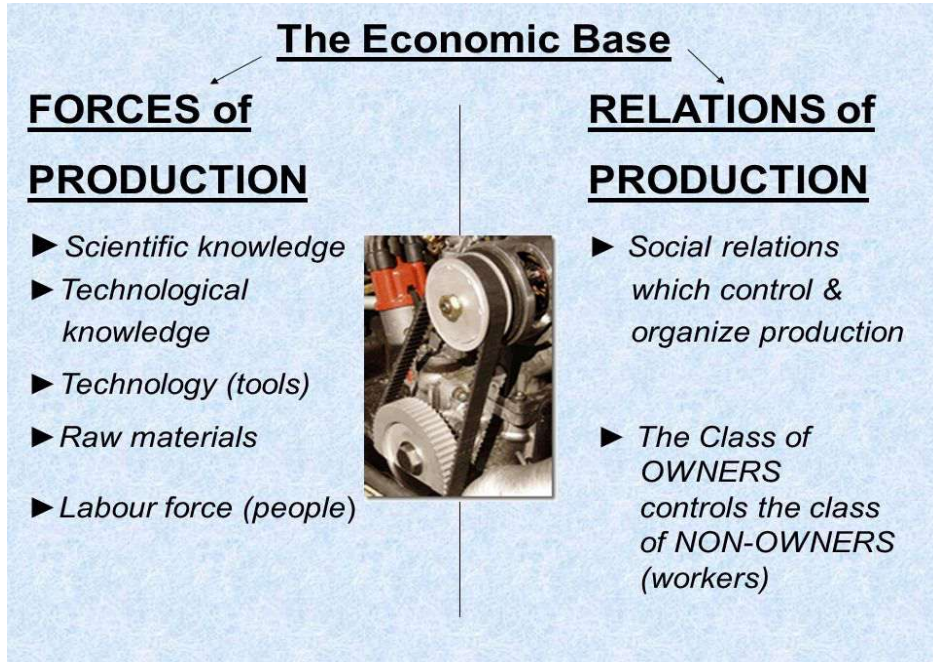 The Economic Base
FORCES of
PRODUCTION
► Scientific knowledge
► Technological
knowledge
► Technology (tools)
► Raw materials
► Labour force (people)
RELATIONS of
PRODUCTION
► Social relations
which control &
organize production
► The Class of
OWNERS
controls the class
of NON-OWNERS
(workers)